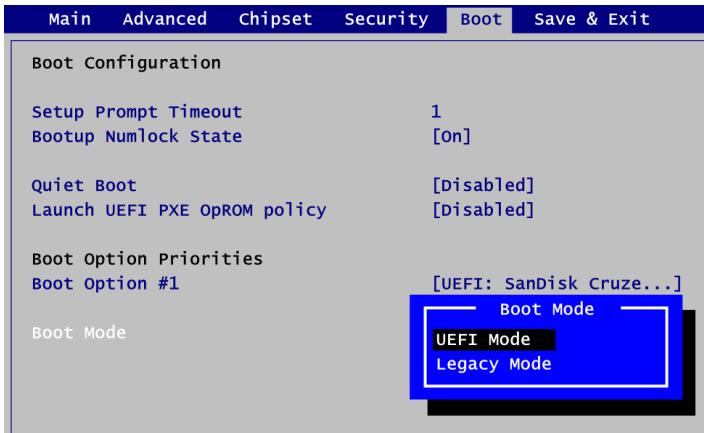 Main Advanced Chipset Security Boot Save & Exit
Boot Configuration
Setup Prompt Timeout 1
Bootup Numlock State [On]
Quiet Boot [Disabled]
Launch UEFI PXE OpROM policy [Disabled]
Boot Option Priorities
Boot Option #1 [UEFI: SanDisk Cruze...]
Boot Mode
Boot Mode
UEFI Mode
Legacy Mode